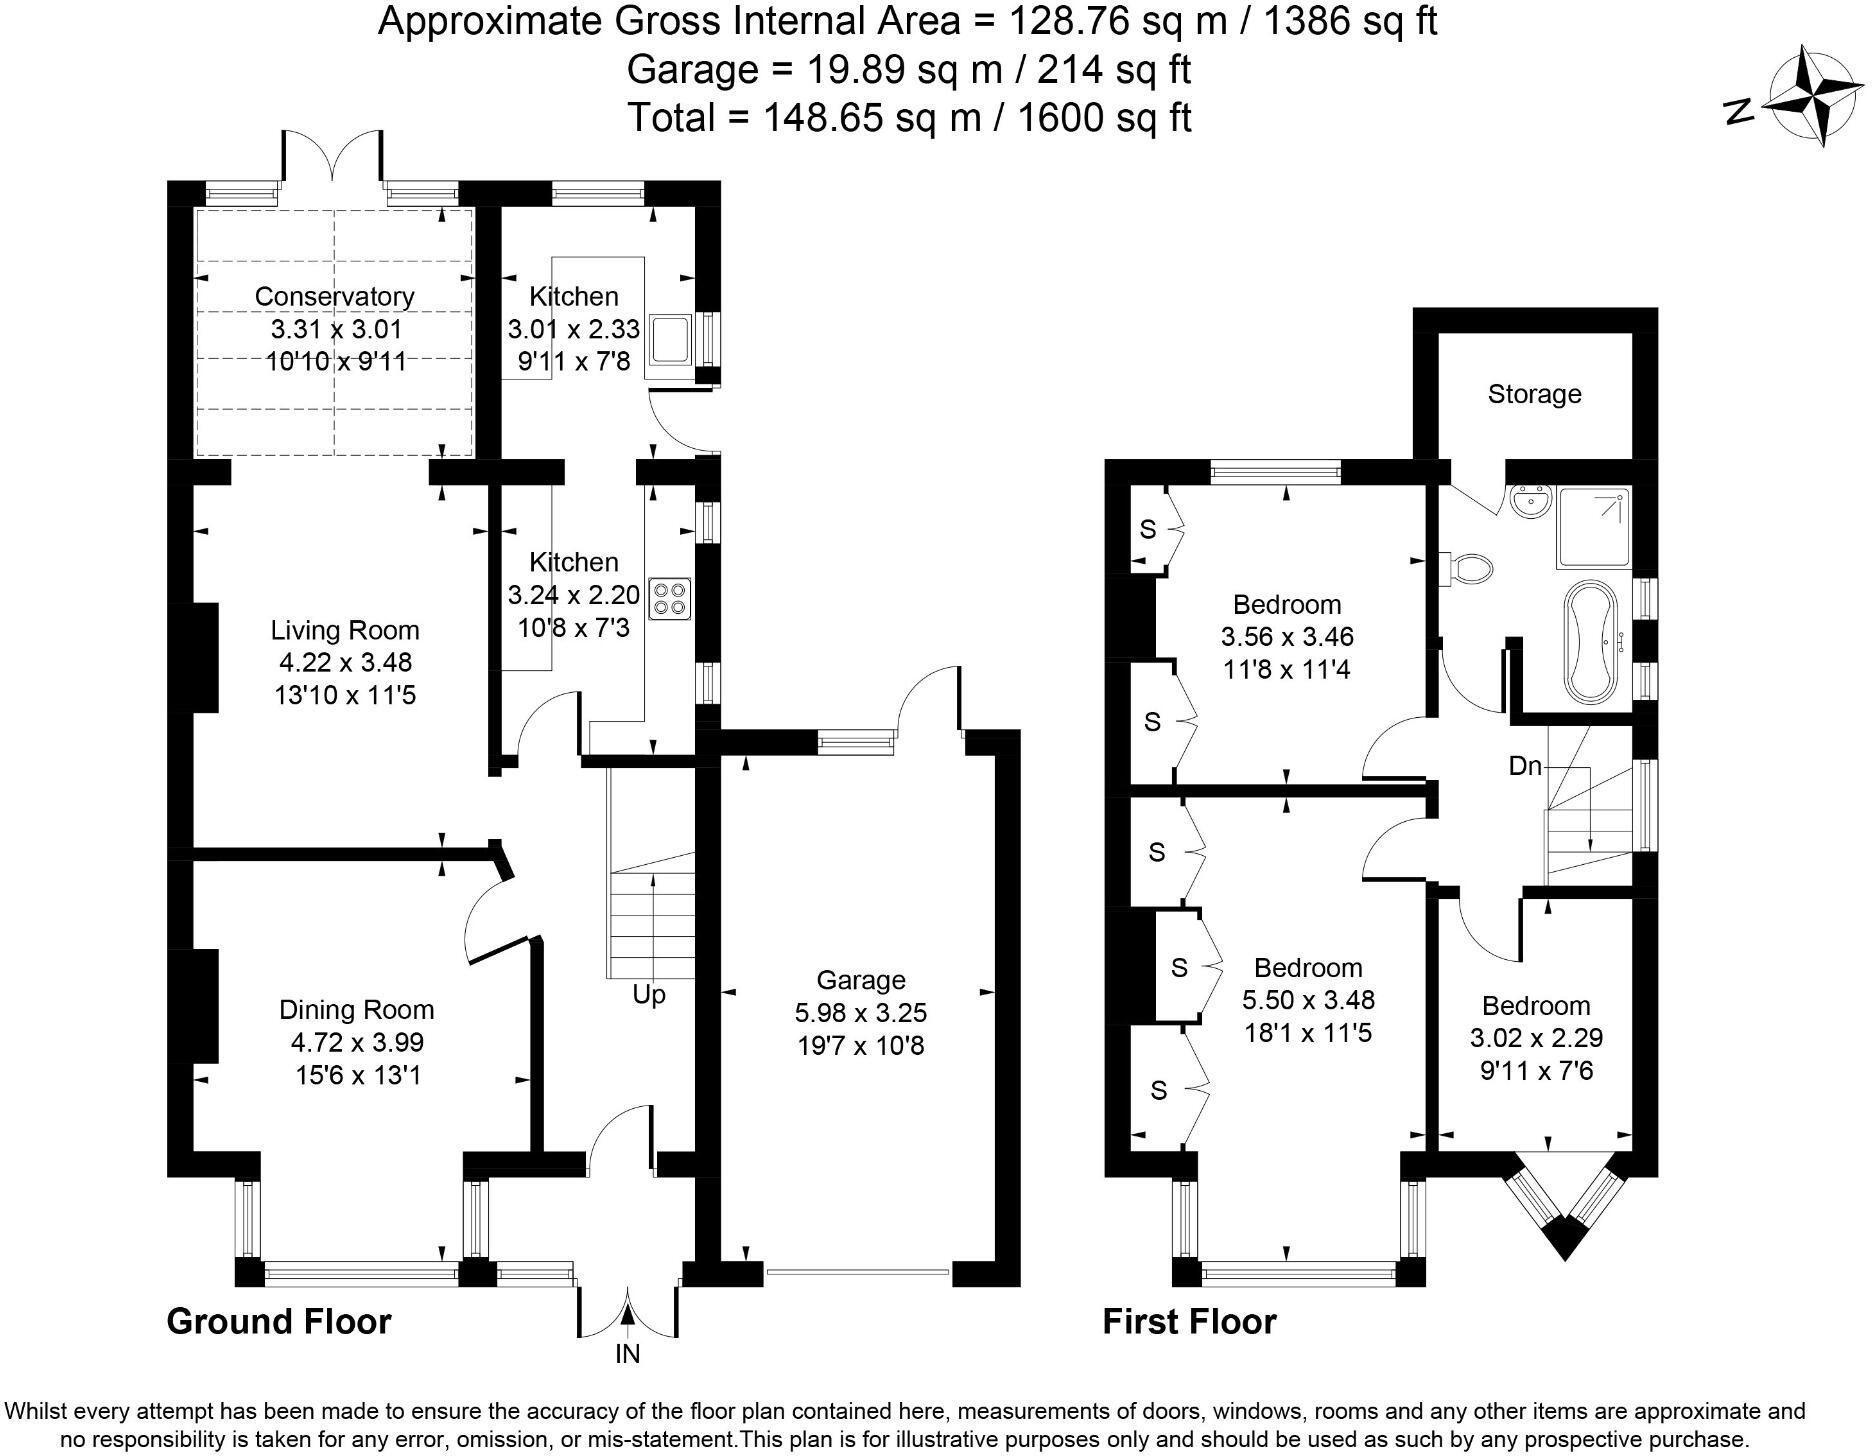 Approximate Gross Internal Area = 128.76 sq m / 1386 sq ft
Garage = 19.89 sq m / 214 sq ft
Total = 148.65 sq m / 1600 sq ft
N
Conservatory
3.31 x 3.01
10'10 x 9'11
Kitchen
3.01 x 2.33
9'11 x 7'8
Living Room
4.22 x 3.48
13'10 x 11'5
Kitchen
3.24 x 2.20
10'8 x 7'3
Dining Room
4.72 x 3.99
15'6 x 13'1
Up
Garage
5.98 x 3.25
19'7 x 10'8
IN
Ground Floor
Storage
S
Bedroom
3.56 x 3.46
11'8 x 11'4
S
Dn
S
S
Bedroom
5.50 x 3.48
18'1 x 11'5
S
Bedroom
3.02 x 2.29
9'11 x 7'6
First Floor
Whilst every attempt has been made to ensure the accuracy of the floor plan contained here, measurements of doors, windows, rooms and any other items are approximate and
no responsibility is taken for any error, omission, or mis-statement.This plan is for illustrative purposes only and should be used as such by any prospective purchase.